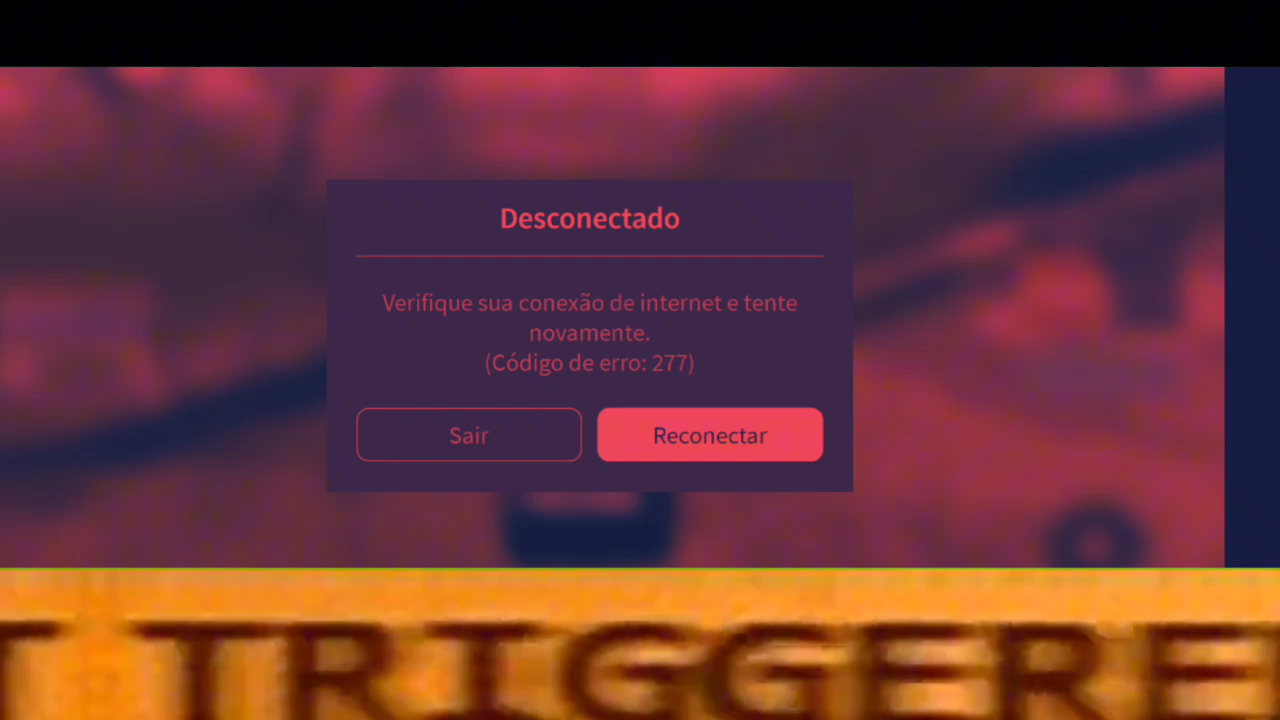 Desconectado
Verifique sua conexão de internet e tente
novamente.
(Código de erro: 277)
Sair Reconectar
TRIGGERE